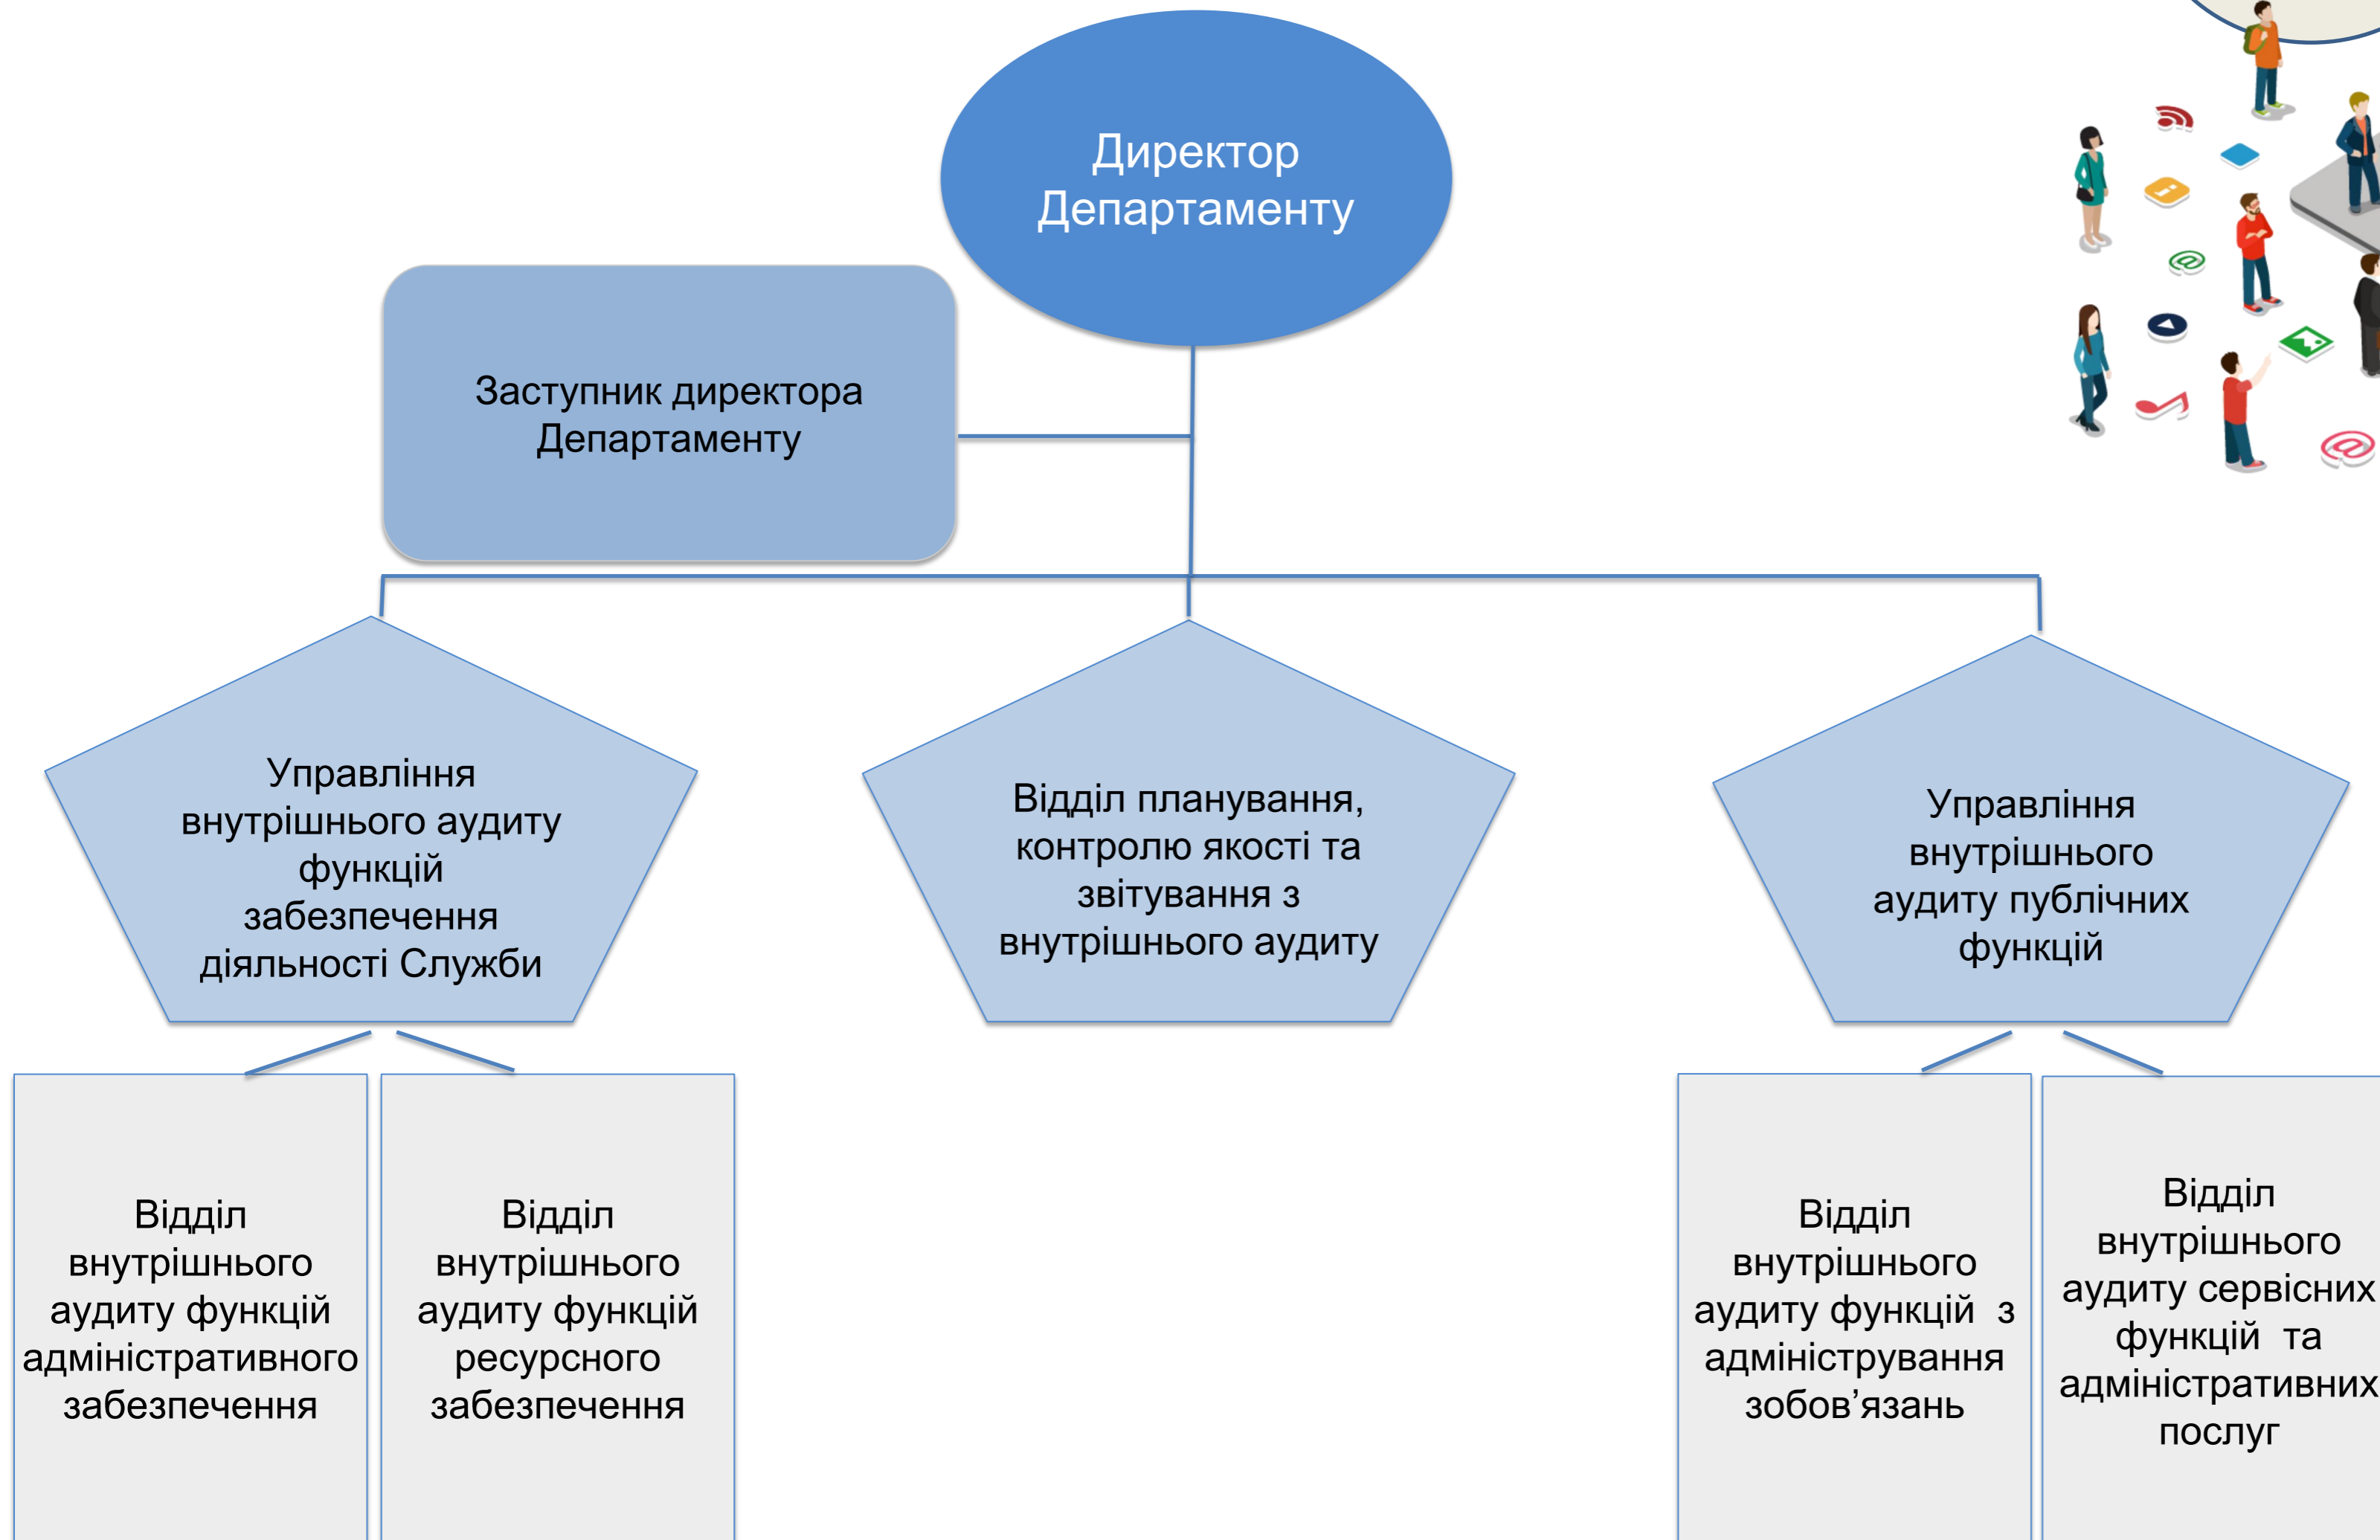 Директор
Департаменту
Заступник директора
Департаменту
Управління
внутрішнього аудиту
функцій
забезпечення
діяльності Служби
Відділ планування,
контролю якості та
звітування з
внутрішнього аудиту
Управління
внутрішнього
аудиту публічних
функцій
Відділ
внутрішнього
аудиту функцій
адміністративного
забезпечення
Відділ
внутрішнього
аудиту функцій
ресурсного
забезпечення
Відділ
внутрішнього
аудиту функцій  з
адміністрування
зобов’язань
Відділ
внутрішнього
аудиту сервісних
функцій  та
адміністративних
послуг